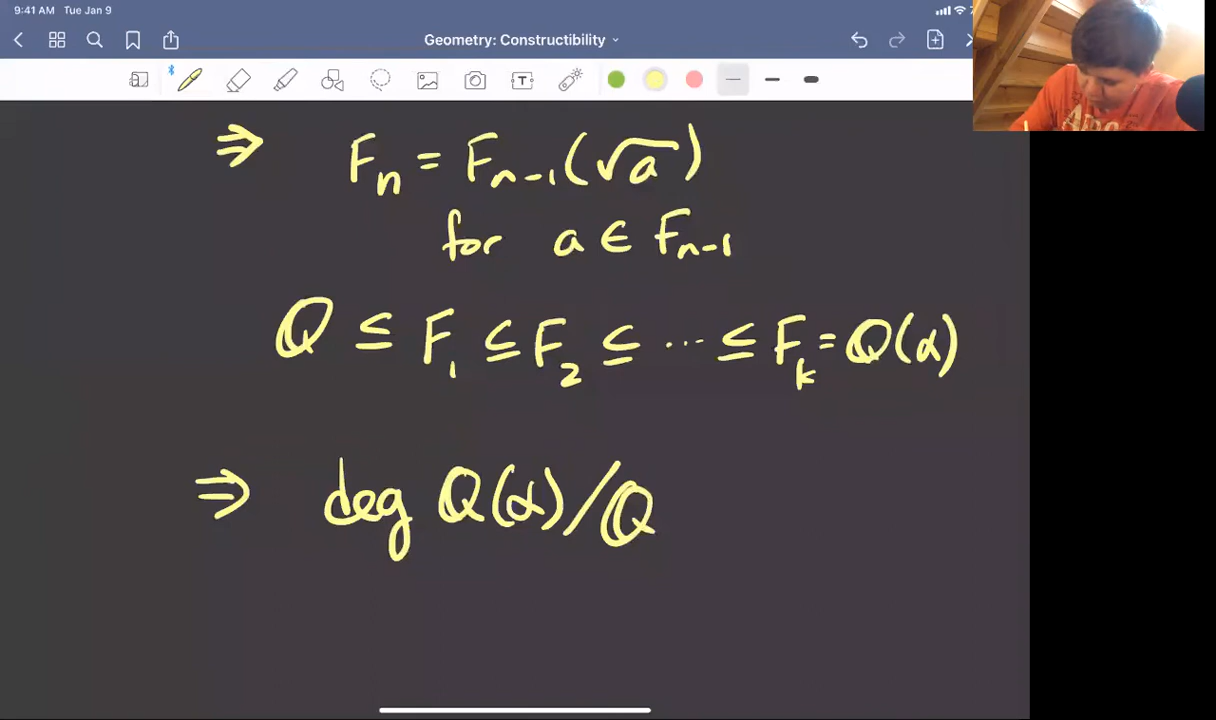 9:41 AM Tue Jan 9
Geometry: Constructibility
⇒ Fₙ = Fₙ₋₁(√a)
for a ∈ Fₙ₋₁
ℚ ≤ F₁ ⊆ F₂ ⊆ ... ⊆ Fₖ = ℚ(α)
⇒ deg ℚ(α)/ℚ